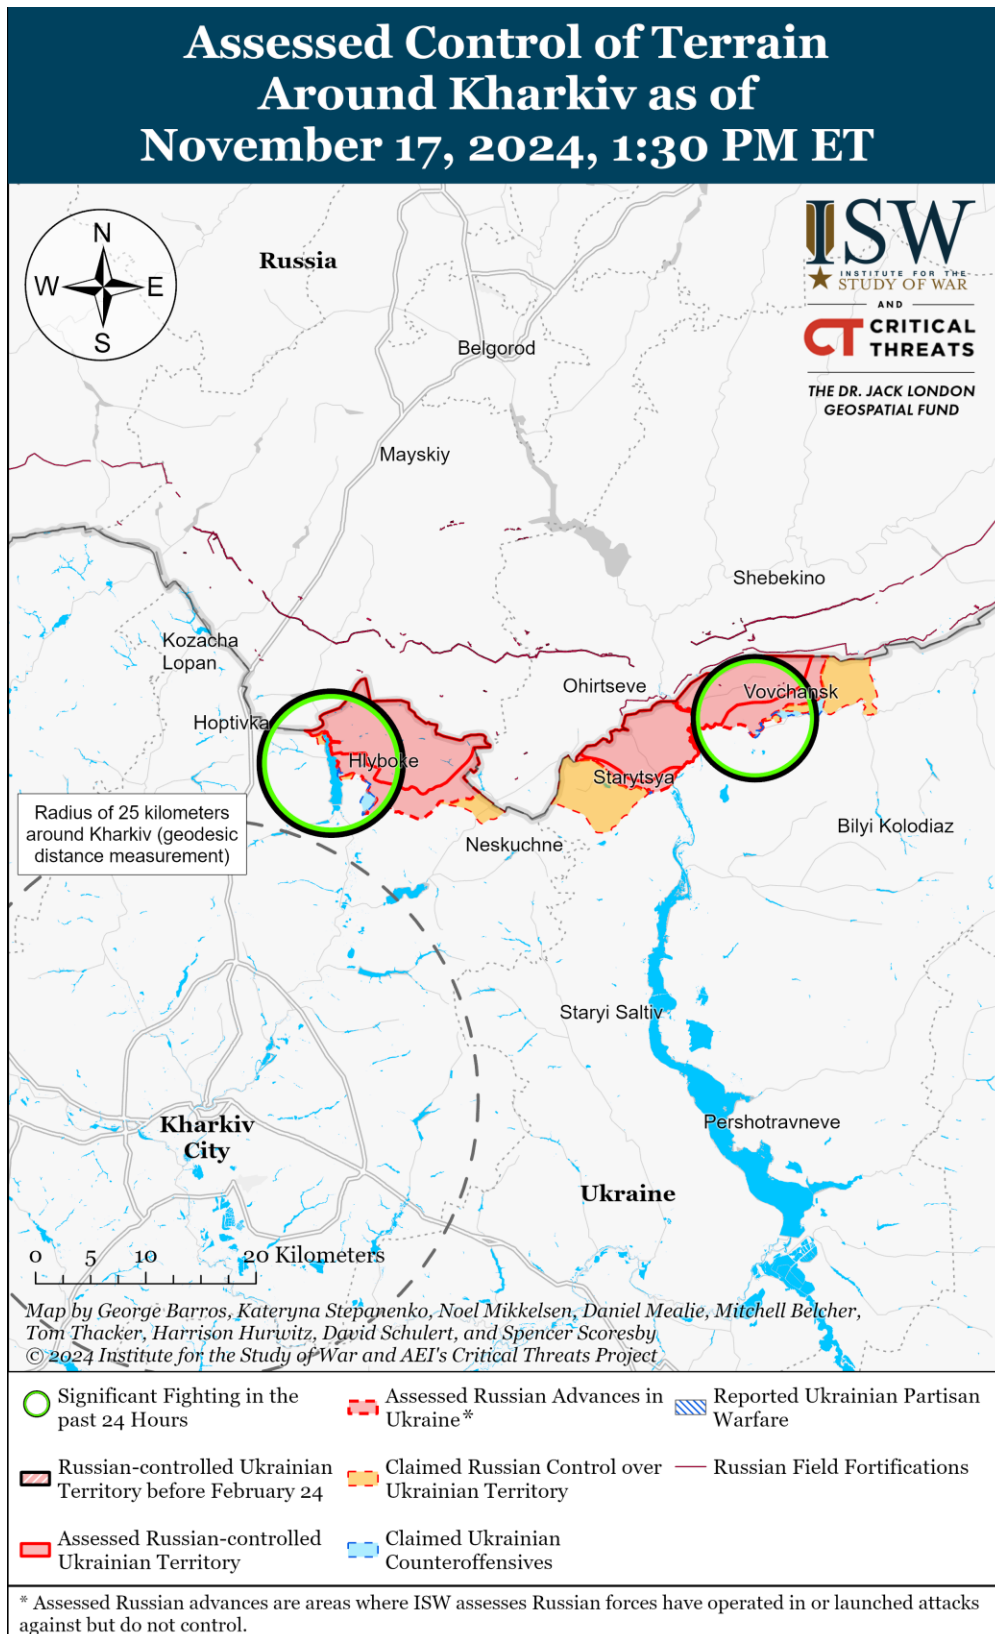 Assessed Control of Terrain
Around Kharkiv as of
November 17, 2024, 1:30 PM ET
N
W
E
S
Russia
ISW
INSTITUTE FOR THE
STUDY OF WAR
AND
CT CRITICAL
THREATS
THE DR. JACK LONDON
GEOSPATIAL FUND
Belgorod
Mayskiy
Shebekino
Kozacha
Lopan
Ohirtseve
Vovchansk
Hoptivka
Hlyboke
Starytsya
Radius of 25 kilometers
around Kharkiv (geodesic
distance measurement)
Neskuchne
Bilyi Kolodiaz
Staryi Saltiv
Kharkiv
City
Pershotravneve
Ukraine
0 5 10 20 Kilometers
Map by George Barros, Kateryna Stepanenko, Noel Mikkelsen, Daniel Mealie, Mitchell Belcher,
Tom Thacker, Harrison Hurwitz, David Schulert, and Spencer Scoresby
© 2024 Institute for the Study of War and AEI's Critical Threats Project
Significant Fighting in the
past 24 Hours
Russian-controlled Ukrainian
Territory before February 24
Assessed Russian-controlled
Ukrainian Territory
Assessed Russian Advances in
Ukraine*
Claimed Russian Control over
Ukrainian Territory
Claimed Ukrainian
Counteroffensives
Reported Ukrainian Partisan
Warfare
Russian Field Fortifications
* Assessed Russian advances are areas where ISW assesses Russian forces have operated in or launched attacks
against but do not control.